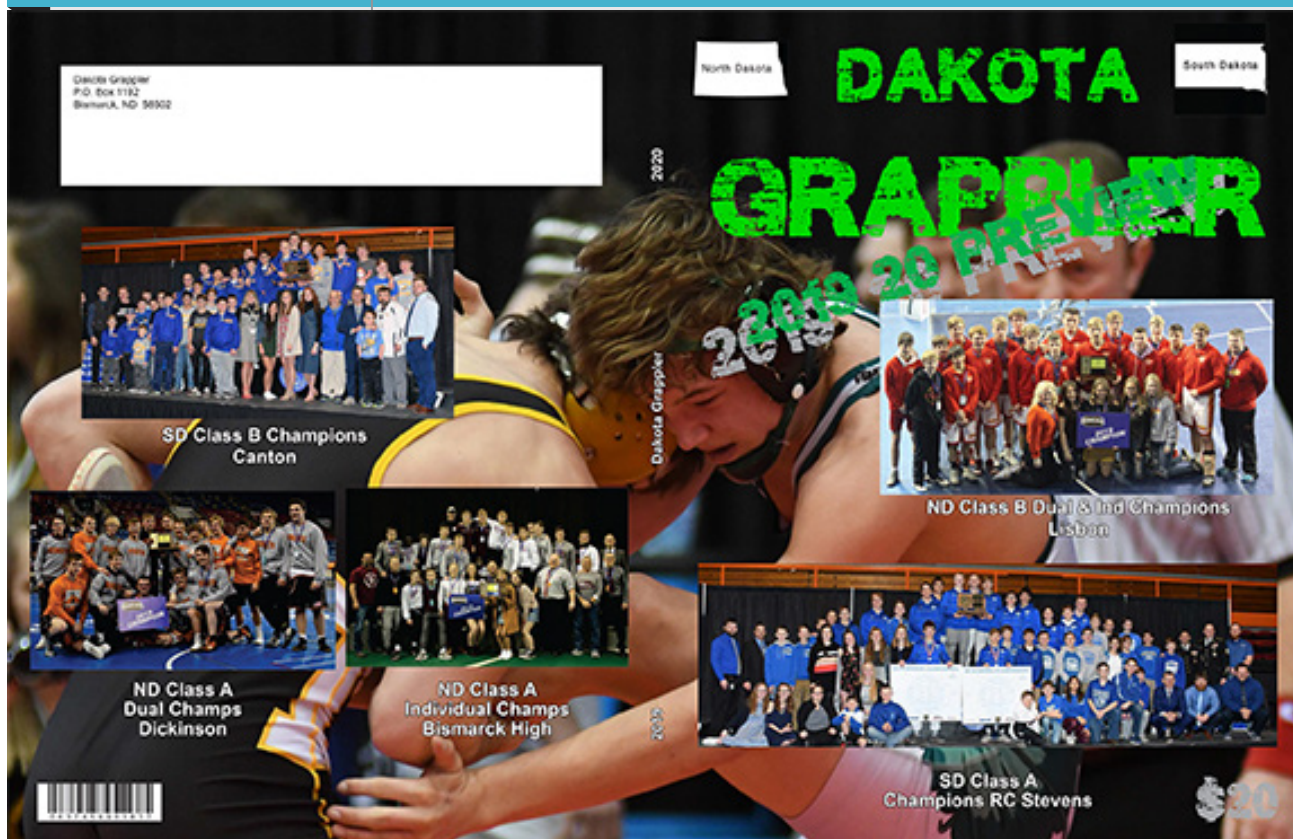 Dakota Grappler
P.O. Box 1192
Bismarck, ND 58502
SD Class B Champions
Canton
ND Class A
Dual Champs
Dickinson
ND Class A
Individual Champs
Bismarck High
2020
Dakota Grappler
2019
North Dakota
DAKOTA
South Dakota
GRAPPLER
2019 20 PREVIEW
ND Class B Dual & Ind Champions
Lisbon
SD Class A
Champions RC Stevens
$20